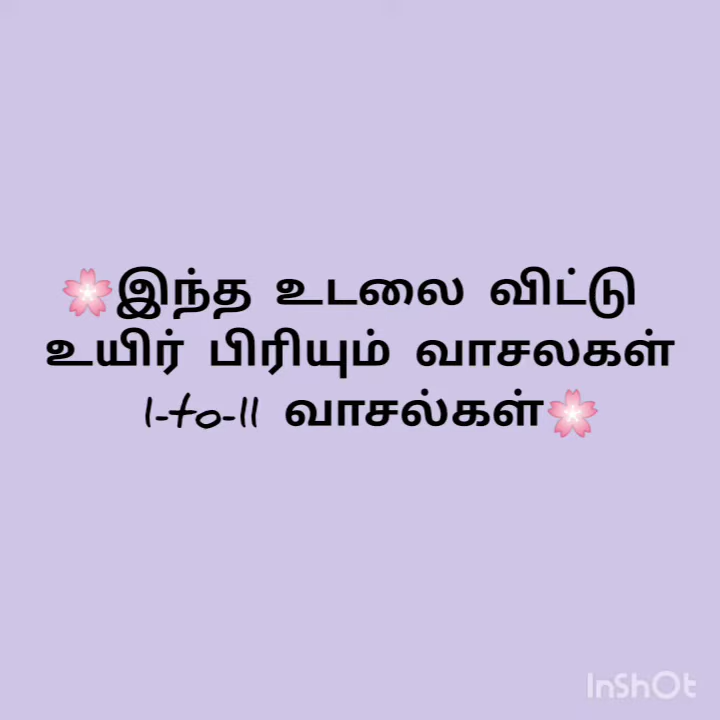 🌸இந்த உடலை விட்டு
உயிர் பிரியும் வாசலகள்
1-to-11 வாசல்கள்🌸
InShOt